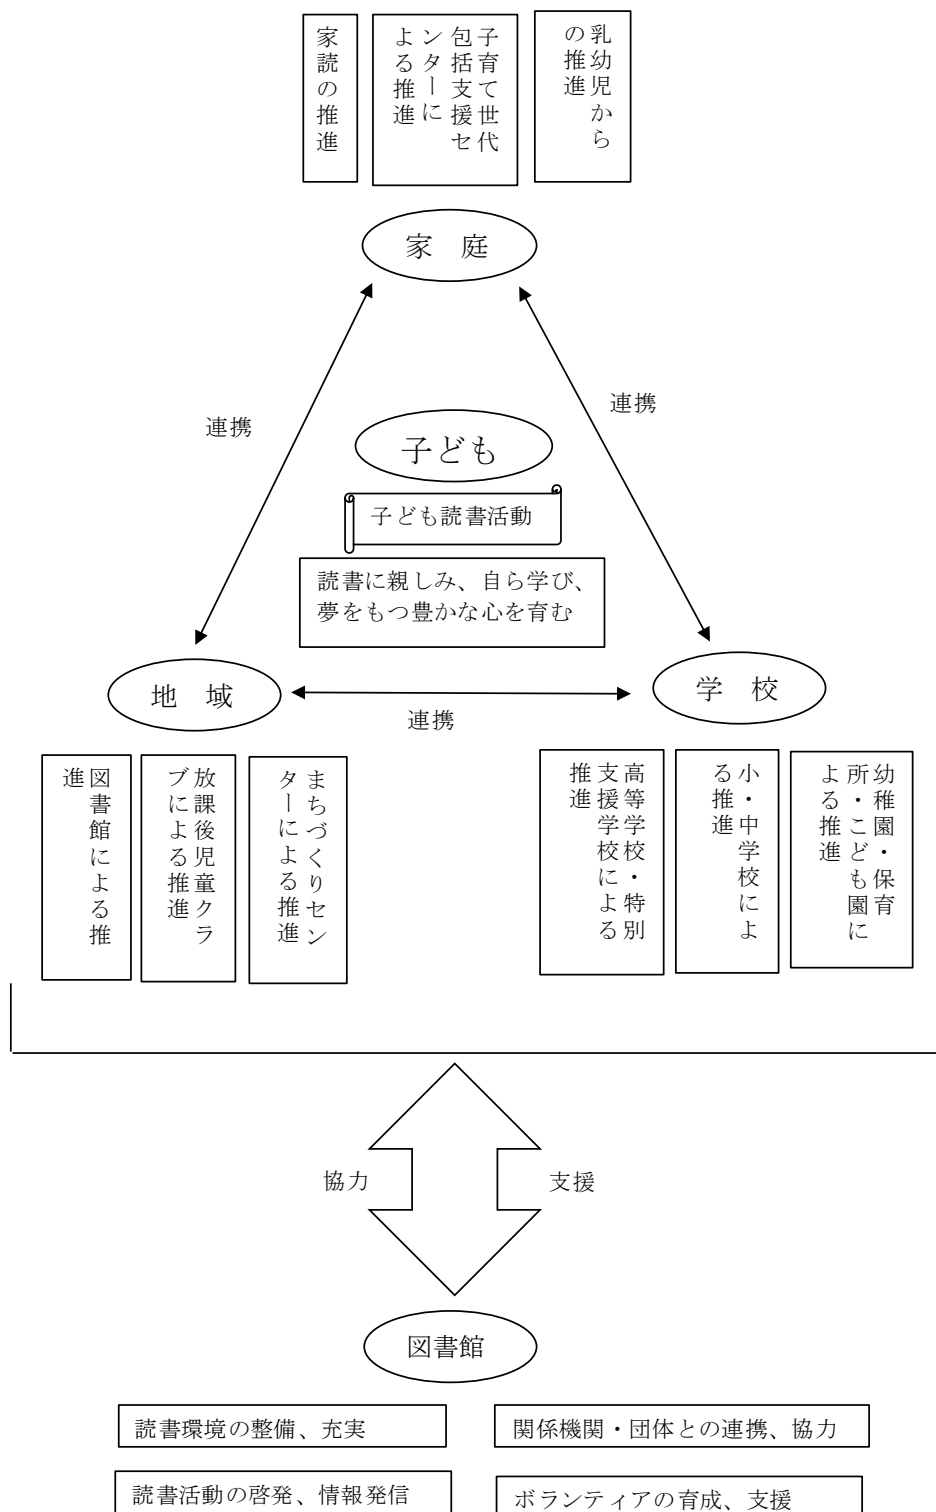 乳幼児から
の推進
子育て世代
包括支援セ
ンターに
よる推進
家読の推進
家　庭
連携
連携
子ども
子ども読書活動
読書に親しみ、自ら学び、
夢をもつ豊かな心を育む
地　域
学　校
連携
まちづくりセン
ターによる推進
放課後児童クラ
ブによる推進
図書館による推
進
幼稚園・保育
所・こども園に
よる推進
小・中学校によ
る推進
高等学校・特別
支援学校による
推進
協力
支援
図書館
読書環境の整備、充実
関係機関・団体との連携、協力
読書活動の啓発、情報発信
ボランティアの育成、支援